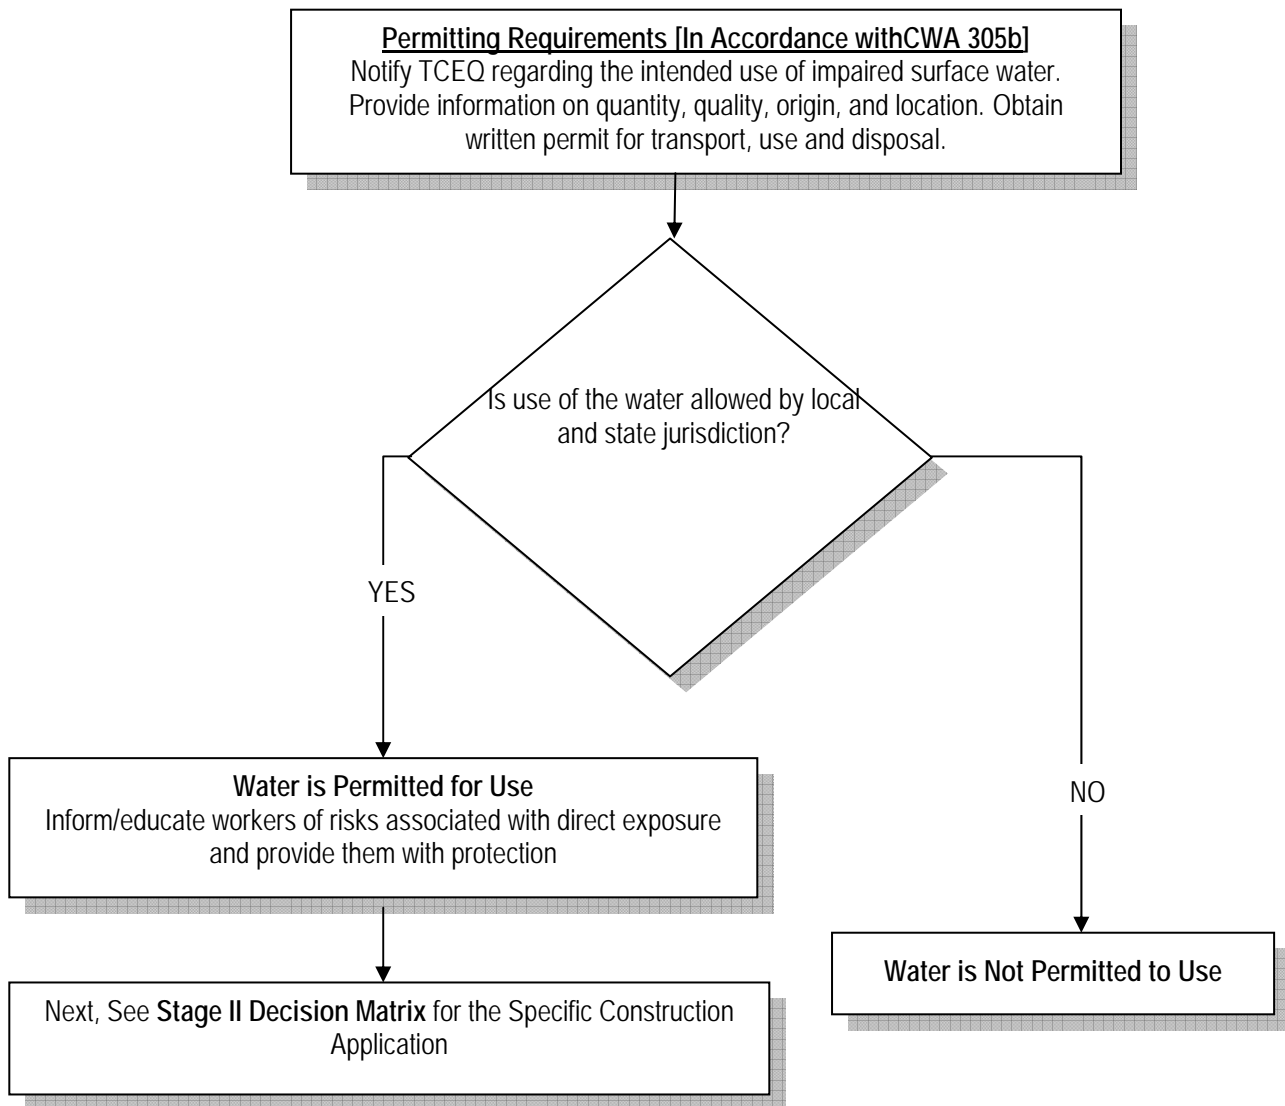 Permitting Requirements [In Accordance withCWA 305b]
Notify TCEQ regarding the intended use of impaired surface water.
Provide information on quantity, quality, origin, and location. Obtain
written permit for transport, use and disposal.
Is use of the water allowed by local
and state jurisdiction?
YES
NO
Water is Permitted for Use
Inform/educate workers of risks associated with direct exposure
and provide them with protection
Water is Not Permitted to Use
Next, See Stage II Decision Matrix for the Specific Construction
Application